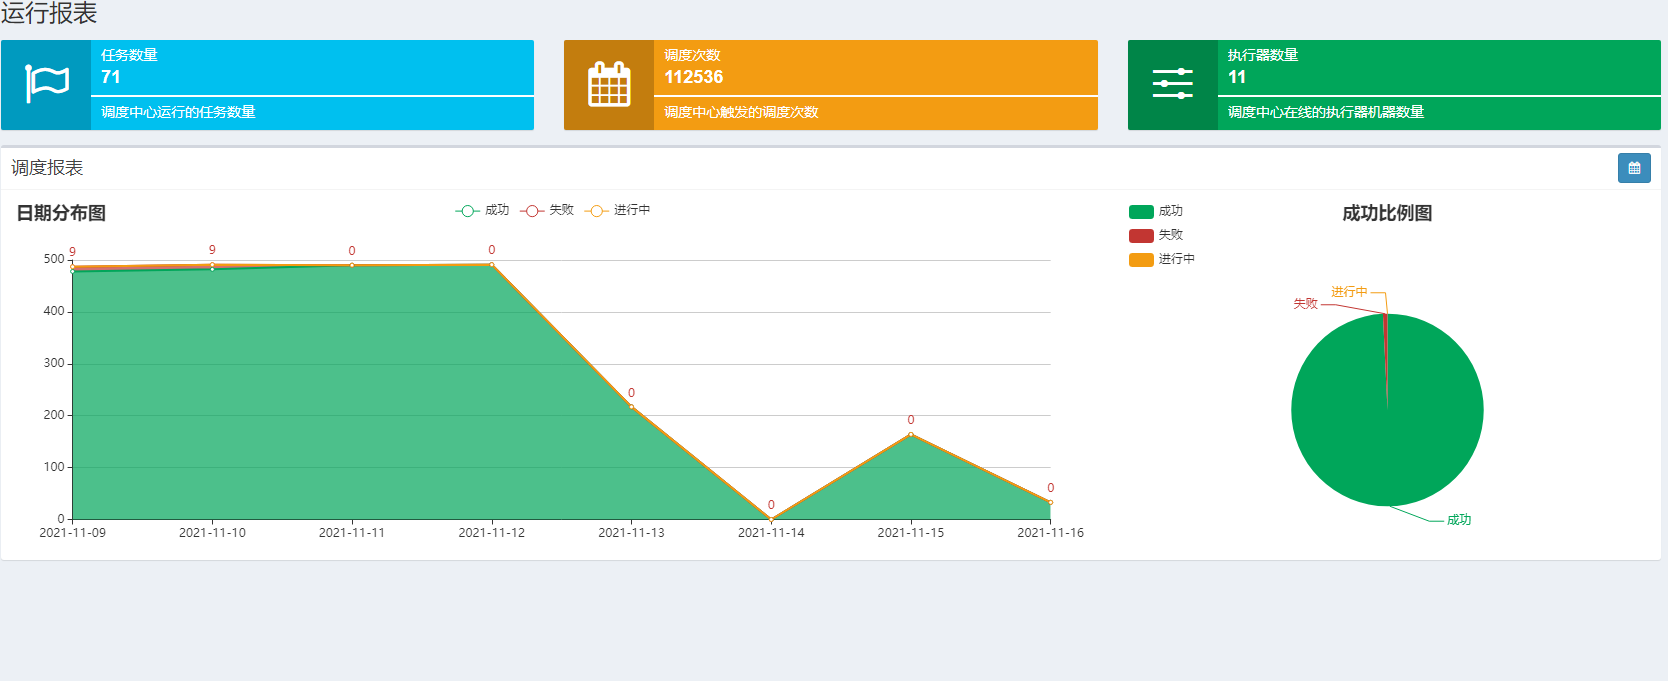 运行报表
任务数量
71
调度中心运行的任务数量
调度次数
112536
调度中心触发的调度次数
执行器数量
11
调度中心在线的执行器机器数量
调度报表
日期分布图
成功 失败 进行中
9 9 0 0 0 0 0 0
500
400
300
200
100
0
2021-11-09 2021-11-10 2021-11-11 2021-11-12 2021-11-13 2021-11-14 2021-11-15 2021-11-16
成功
失败
进行中
成功比例图
进行中
失败
成功